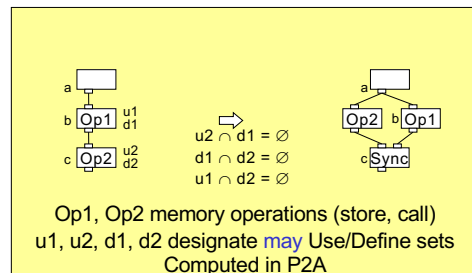 a
b Op1 u1 d1
c Op2 u2 d2
u2 ∩ d1 = ∅
d1 ∩ d2 = ∅
u1 ∩ d2 = ∅
a
Op2 b Op1
c Sync
Op1, Op2 memory operations (store, call)
u1, u2, d1, d2 designate may Use/Define sets
Computed in P2A